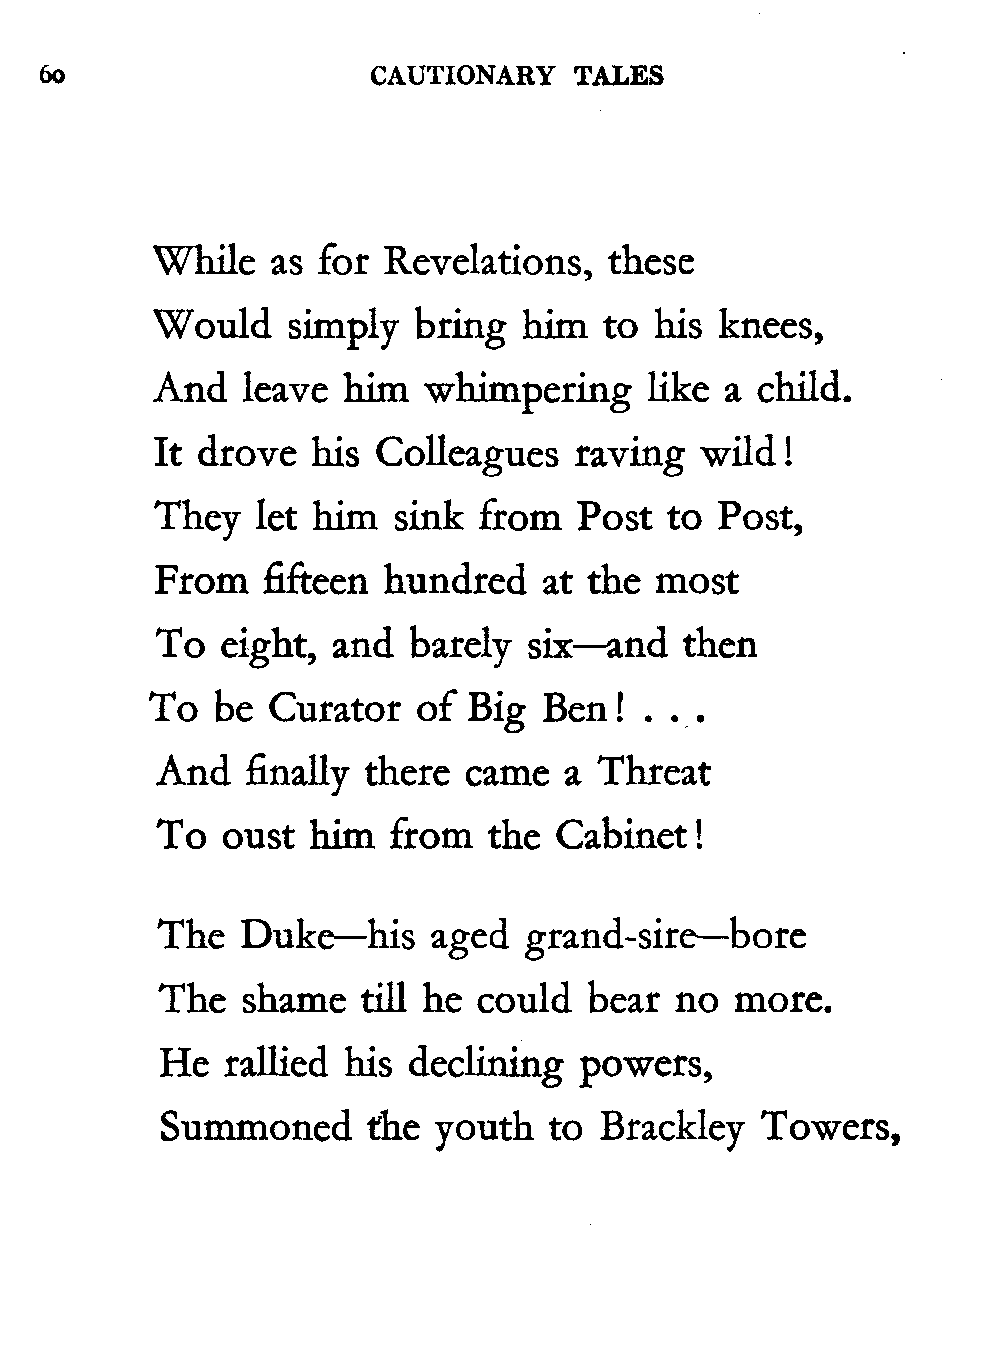 60 CAUTIONARY TALES
While as for Revelations, these
Would simply bring him to his knees,
And leave him whimpering like a child.
It drove his Colleagues raving wild!
They let him sink from Post to Post,
From fifteen hundred at the most
To eight, and barely six—and then
To be Curator of Big Ben! . . .
And finally there came a Threat
To oust him from the Cabinet!
The Duke—his aged grand-sire—bore
The shame till he could bear no more.
He rallied his declining powers,
Summoned the youth to Brackley Towers,